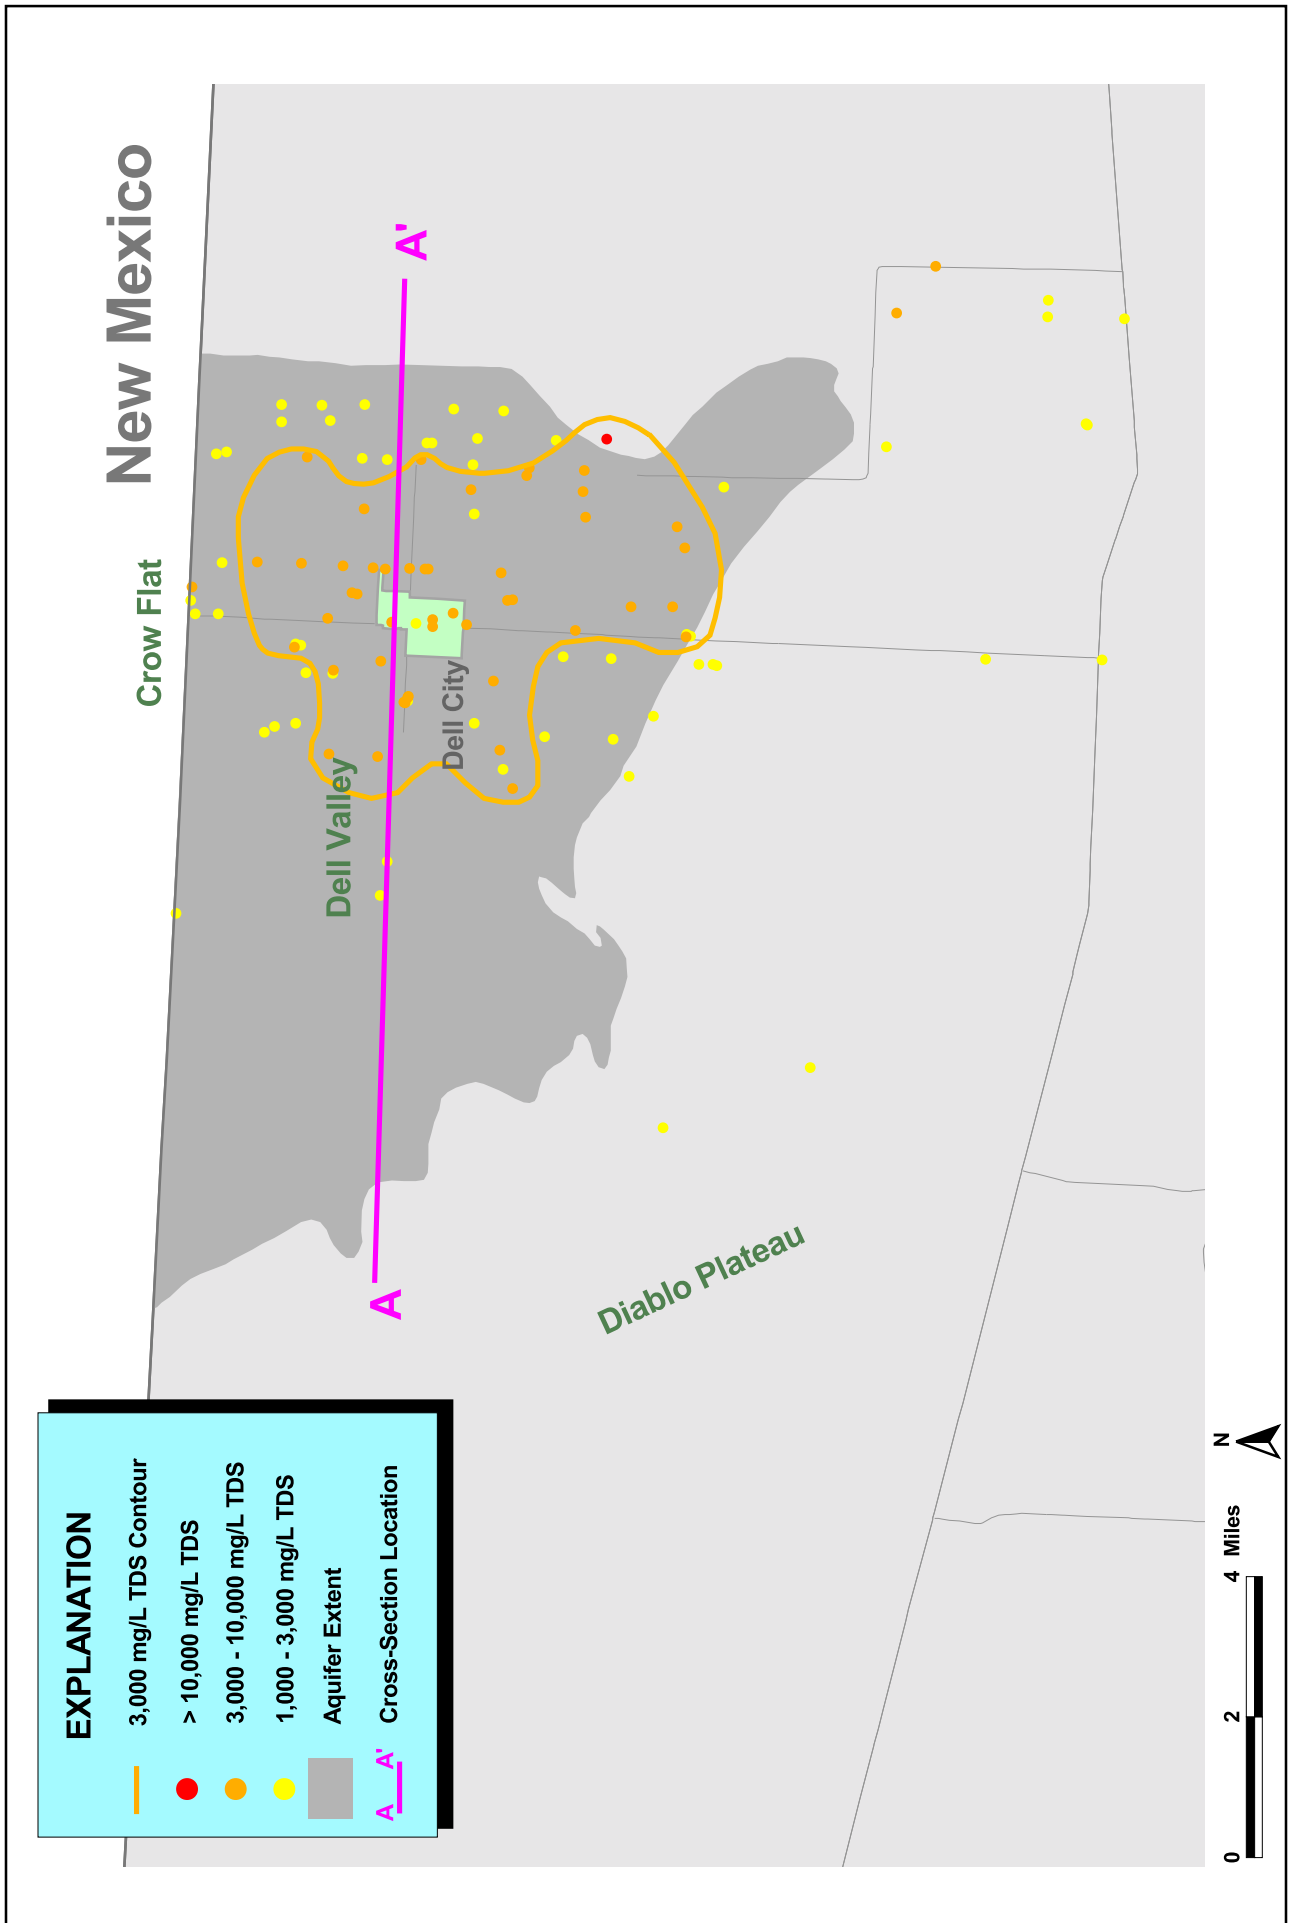 New Mexico
Crow Flat
A
A'
Dell Valley
Dell City
Diablo Plateau
EXPLANATION
3,000 mg/L TDS Contour
> 10,000 mg/L TDS
3,000 - 10,000 mg/L TDS
1,000 - 3,000 mg/L TDS
Aquifer Extent
A A' Cross-Section Location
N
0 2 4 Miles